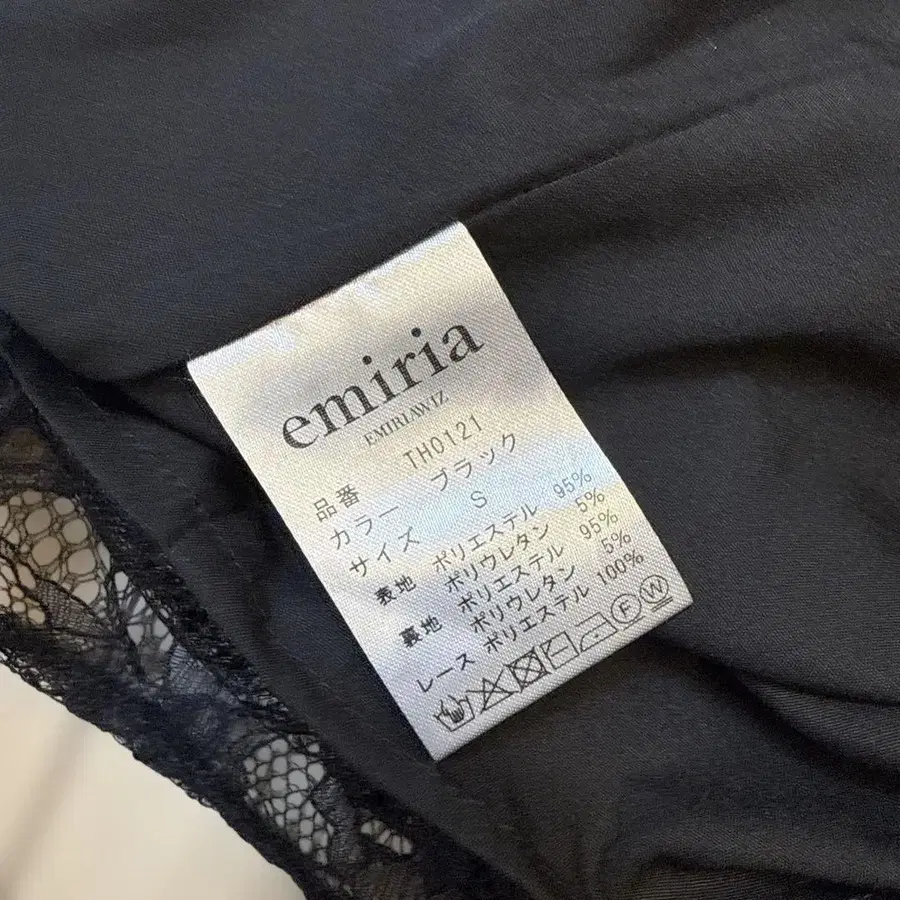 emiria
EMIRIAWIZ
品番 TH0121
カラー ブラック
サイズ S
表地 ポリエステル 95%
ポリウレタン 5%
裏地 ポリエステル 95%
ポリウレタン 5%
レース ポリエステル 100%
F W